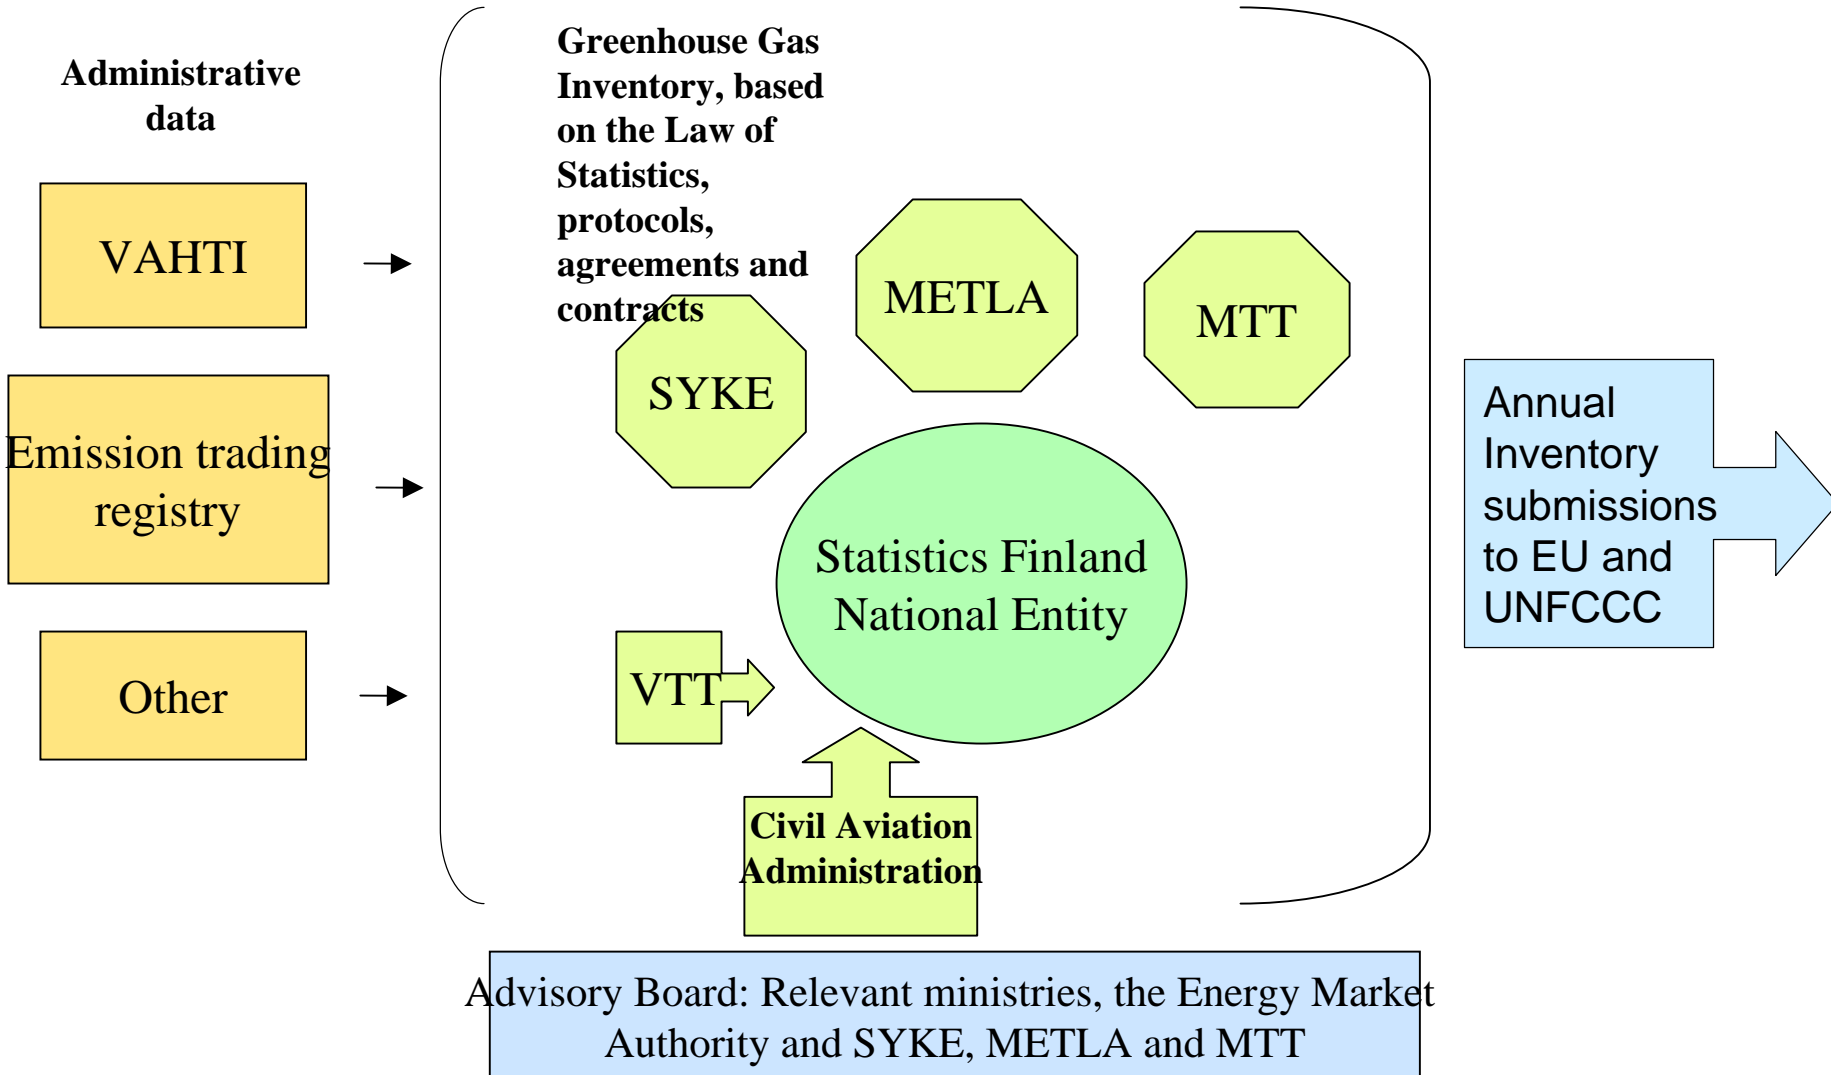 Administrative
data
VAHTI
Emission trading
registry
Other
Greenhouse Gas
Inventory, based
on the Law of
Statistics,
protocols,
agreements and
contracts
SYKE
METLA
MTT
Statistics Finland
National Entity
VTT
Civil Aviation
Administration
Annual
Inventory
submissions
to EU and
UNFCCC
Advisory Board: Relevant ministries, the Energy Market
Authority and SYKE, METLA and MTT